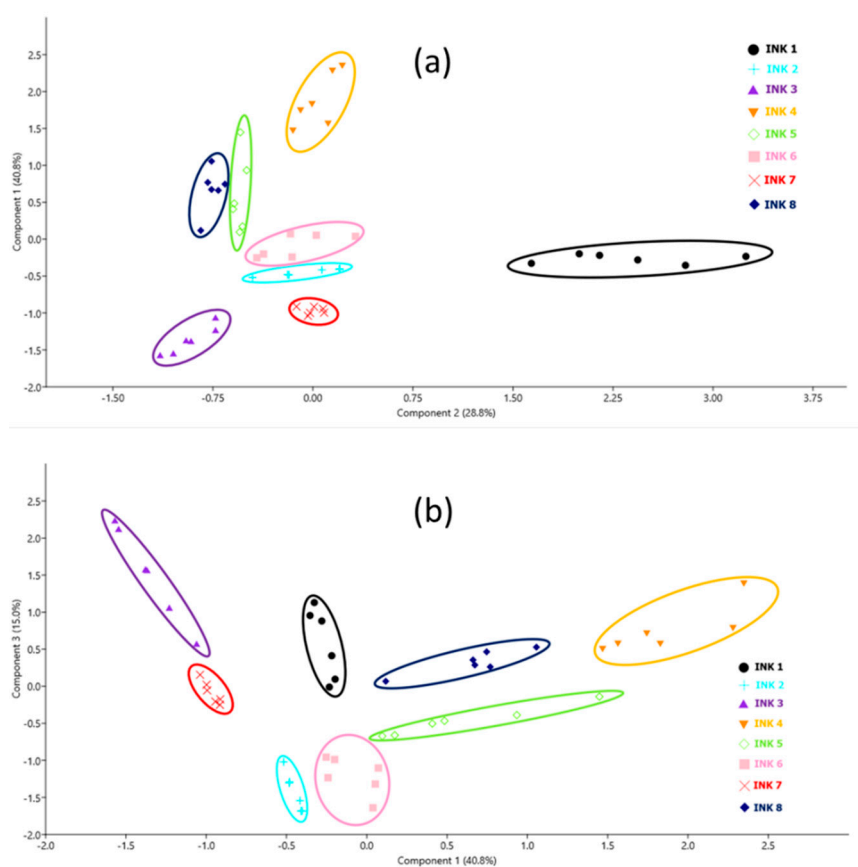 (a)
INK 1
INK 2
INK 3
INK 4
INK 5
INK 6
INK 7
INK 8
2.5
2.0
1.5
1.0
0.5
0.0
-0.5
-1.0
-1.5
-2.0
Component 1 (40.8%)
-1.50
-0.75
0.00
0.75
1.50
2.25
3.00
3.75
Component 2 (28.8%)
(b)
2.5
2.0
1.5
1.0
0.5
0.0
-0.5
-1.0
-1.5
-2.0
Component 3 (15.0%)
INK 1
INK 2
INK 3
INK 4
INK 5
INK 6
INK 7
INK 8
-2.0
-1.5
-1.0
-0.5
0.0
0.5
1.0
1.5
2.0
2.5
Component 1 (40.8%)